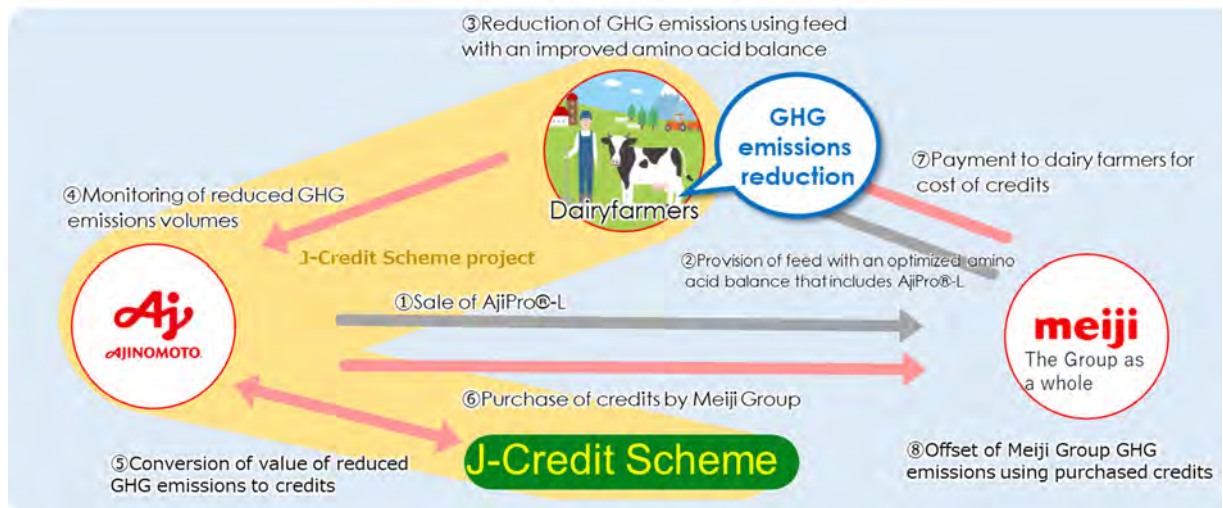 ③Reduction of GHG emissions using feed
with an improved amino acid balance
GHG
emissions
reduction
Dairyfarmers
⑦Payment to dairy farmers for
cost of credits
④Monitoring of reduced GHG
emissions volumes
J-Credit Scheme project
②Provision of feed with an optimized amino
acid balance that includes AjiPro®-L
①Sale of AjiPro®-L
Aj
AJINOMOTO
meiji
The Group as
a whole
⑥Purchase of credits by Meiji Group
J-Credit Scheme
⑤Conversion of value of reduced
GHG emissions to credits
⑧Offset of Meiji Group GHG
emissions using purchased credits